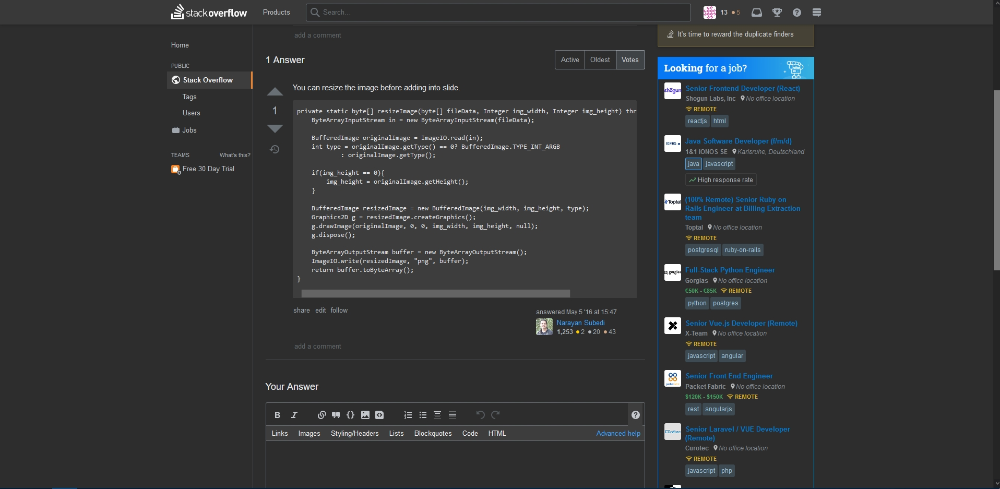 stackoverflow
Products
Search...
13 5
Home
PUBLIC
Stack Overflow
Tags
Users
Jobs
TEAMS What's this?
Free 30 Day Trial
add a comment
1 Answer
Active Oldest Votes
You can resize the image before adding into slide.
1
private static byte[] resizeImage(byte[] fileData, Integer img_width, Integer img_height) thr
ByteArrayInputStream in = new ByteArrayInputStream(fileData);
BufferedImage originalImage = ImageIO.read(in);
int type = originalImage.getType() == 0? BufferedImage.TYPE_INT_ARGB
: originalImage.getType();
if(img_height == 0){
img_height = originalImage.getHeight();
}
BufferedImage resizedImage = new BufferedImage(img_width, img_height, type);
Graphics2D g = resizedImage.createGraphics();
g.drawImage(originalImage, 0, 0, img_width, img_height, null);
g.dispose();
ByteArrayOutputStream buffer = new ByteArrayOutputStream();
ImageIO.write(resizedImage, "png", buffer);
return buffer.toByteArray();
}
share edit follow
answered May 5 '16 at 15:47
Narayan Subedi
1,253 2 20 43
add a comment
Your Answer
B I
Links Images Styling/Headers Lists Blockquotes Code HTML Advanced help
It's time to reward the duplicate finders
Looking for a job?
shogun
Senior Frontend Developer (React)
Shogun Labs, Inc No office location
REMOTE
reactjs html
IONOS
Java Software Developer (f/m/d)
1&1 IONOS SE Karlsruhe, Deutschland
java javascript
High response rate
Toptal
(100% Remote) Senior Ruby on
Rails Engineer at Billing Extraction
team
Toptal No office location
REMOTE
postgresql ruby-on-rails
gorgias
Full-Stack Python Engineer
Gorgias No office location
€50K - €85K REMOTE
python postgres
Senior Vue.js Developer (Remote)
X-Team No office location
REMOTE
javascript angular
Senior Front End Engineer
Packet Fabric No office location
$120K - $150K REMOTE
rest angularjs
Curotec
Senior Laravel / VUE Developer
(Remote)
Curotec No office location
REMOTE
javascript php